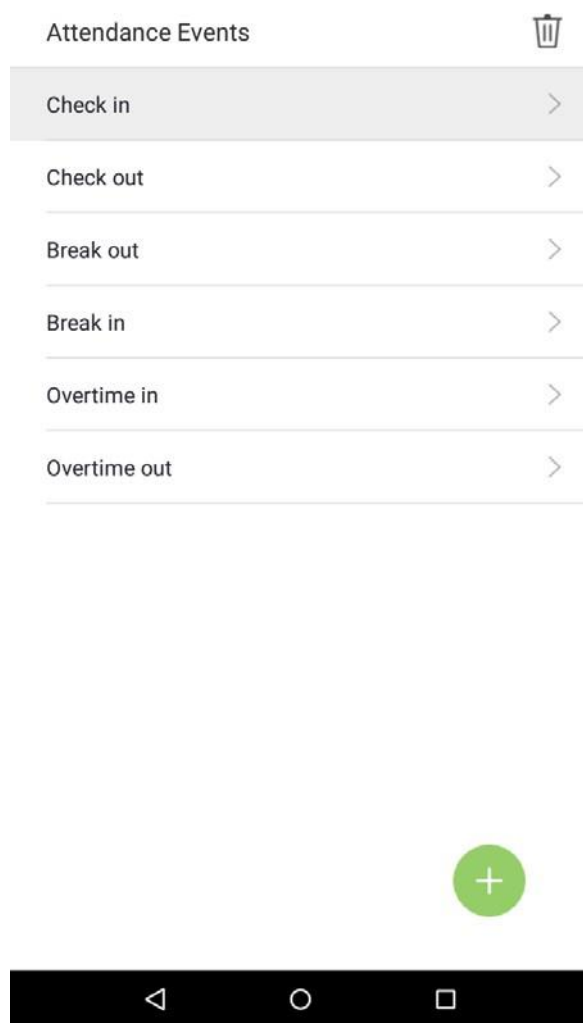 Attendance Events
Check in
Check out
Break out
Break in
Overtime in
Overtime out